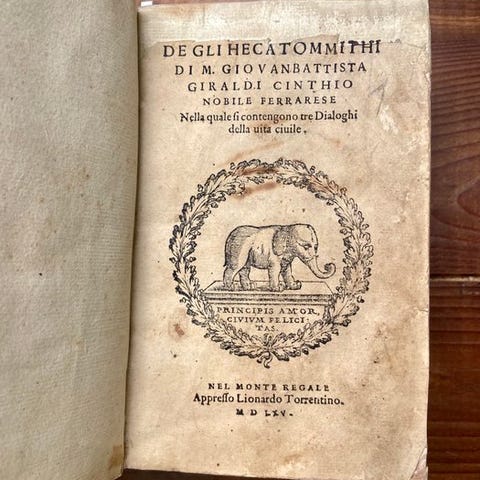 DE GLI HECATOMMITHI
DI M. GIOVANBATTISTA
GIRALDI CINTHIO
NOBILE FERRARESE
Nella quale ſi contengono tre Dialoghi
della uita ciuile.
PRINCIPIS AMOR,
CIVIVM FELICI⸗
TAS.
NEL MONTE REGALE
Appreſſo Lionardo Torrentino.
M D LXV.